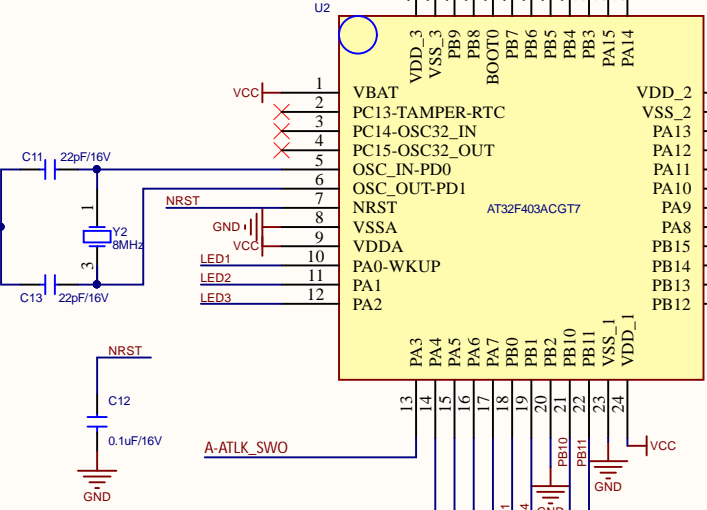 U2
VDD_3
VSS_3
PB9
PB8
BOOT0
PB7
PB6
PB5
PB4
PB3
PA15
PA14
VCC
1
VBAT
2
PC13-TAMPER-RTC
3
PC14-OSC32_IN
4
PC15-OSC32_OUT
5
OSC_IN-PD0
6
OSC_OUT-PD1
NRST
7
NRST
GND
8
VSSA
VCC
9
VDDA
LED1
10
PA0-WKUP
LED2
11
PA1
LED3
12
PA2
AT32F403ACGT7
VDD_2
VSS_2
PA13
PA12
PA11
PA10
PA9
PA8
PB15
PB14
PB13
PB12
C11
22pF/16V
1
Y2
8MHz
3
C13
22pF/16V
NRST
C12
0.1uF/16V
GND
PA3
PA4
PA5
PA6
PA7
PB0
PB1
PB2
PB10
PB11
VSS_1
VDD_1
13
14
15
16
17
18
19
20
21
22
23
24
A-ATLK_SWO
PB10
PB11
GND
VCC
4
GND